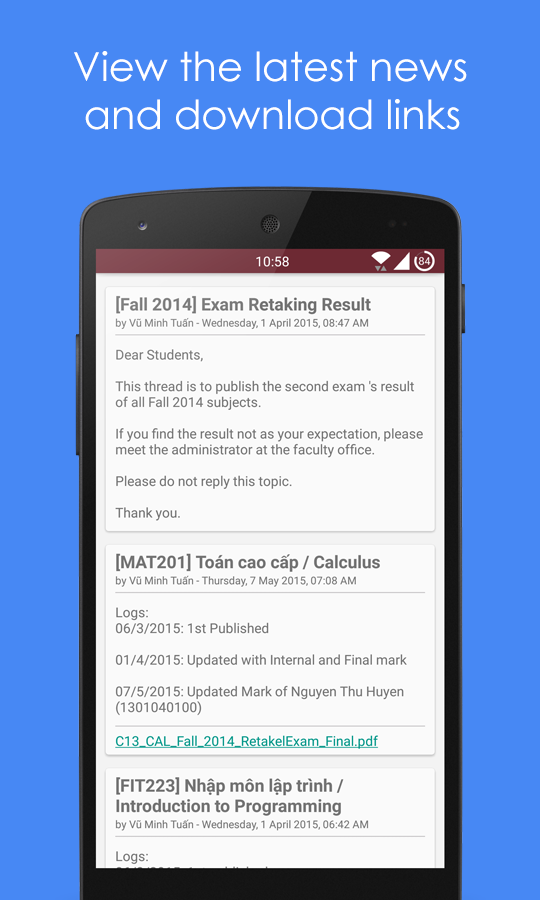 View the latest news
and download links
10:58
84
[Fall 2014] Exam Retaking Result
by Vũ Minh Tuấn - Wednesday, 1 April 2015, 08:47 AM
Dear Students,
This thread is to publish the second exam 's result
of all Fall 2014 subjects.
If you find the result not as your expectation, please
meet the administrator at the faculty office.
Please do not reply this topic.
Thank you.
[MAT201] Toán cao cấp / Calculus
by Vũ Minh Tuấn - Thursday, 7 May 2015, 07:08 AM
Logs:
06/3/2015: 1st Published
01/4/2015: Updated with Internal and Final mark
07/5/2015: Updated Mark of Nguyen Thu Huyen
(1301040100)
C13_CAL_Fall_2014_RetakelExam_Final.pdf
[FIT223] Nhập môn lập trình /
Introduction to Programming
by Vũ Minh Tuấn - Wednesday, 1 April 2015, 06:42 AM
Logs: